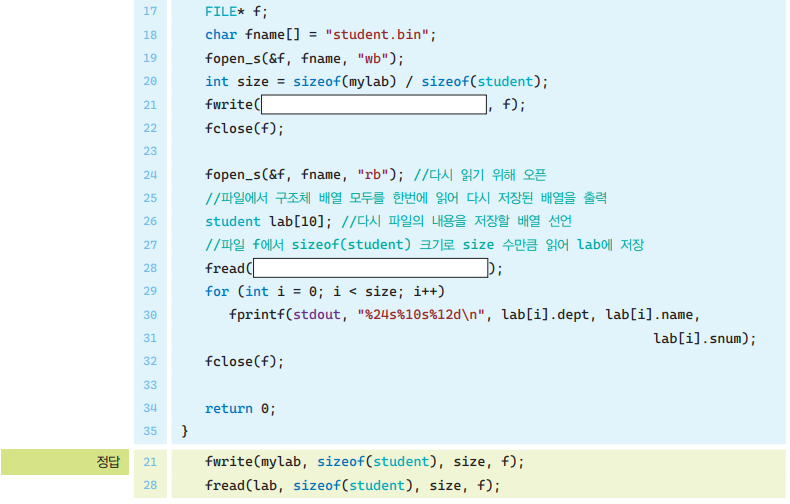 17 FILE* f;
18 char fname[] = "student.bin";
19 fopen_s(&f, fname, "wb");
20 int size = sizeof(mylab) / sizeof(student);
21 fwrite( , f);
22 fclose(f);
23
24 fopen_s(&f, fname, "rb"); //다시 읽기 위해 오픈
25 //파일에서 구조체 배열 모두를 한번에 읽어 다시 저장된 배열을 출력
26 student lab[10]; //다시 파일의 내용을 저장할 배열 선언
27 //파일 f에서 sizeof(student) 크기로 size 수만큼 읽어 lab에 저장
28 fread( );
29 for (int i = 0; i < size; i++)
30 fprintf(stdout, "%24s%10s%12d\n", lab[i].dept, lab[i].name,
31 lab[i].snum);
32 fclose(f);
33
34 return 0;
35 }
정답 21 fwrite(mylab, sizeof(student), size, f);
28 fread(lab, sizeof(student), size, f);